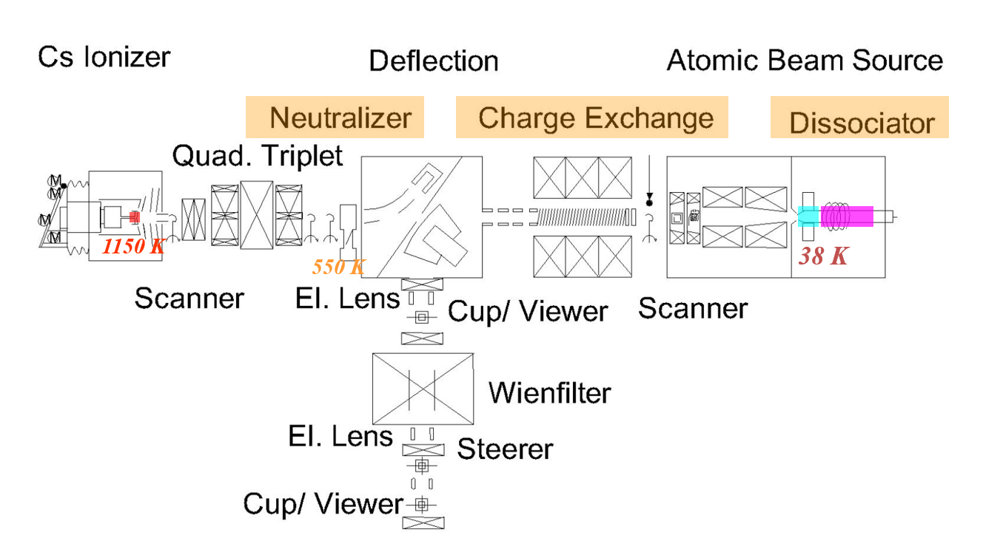 Cs Ionizer
Deflection
Atomic Beam Source
Neutralizer
Charge Exchange
Dissociator
Quad. Triplet
M
M
M
M
1150 K
550 K
38 K
Scanner
El. Lens
Cup/ Viewer
Scanner
Wienfilter
El. Lens
Steerer
Cup/ Viewer